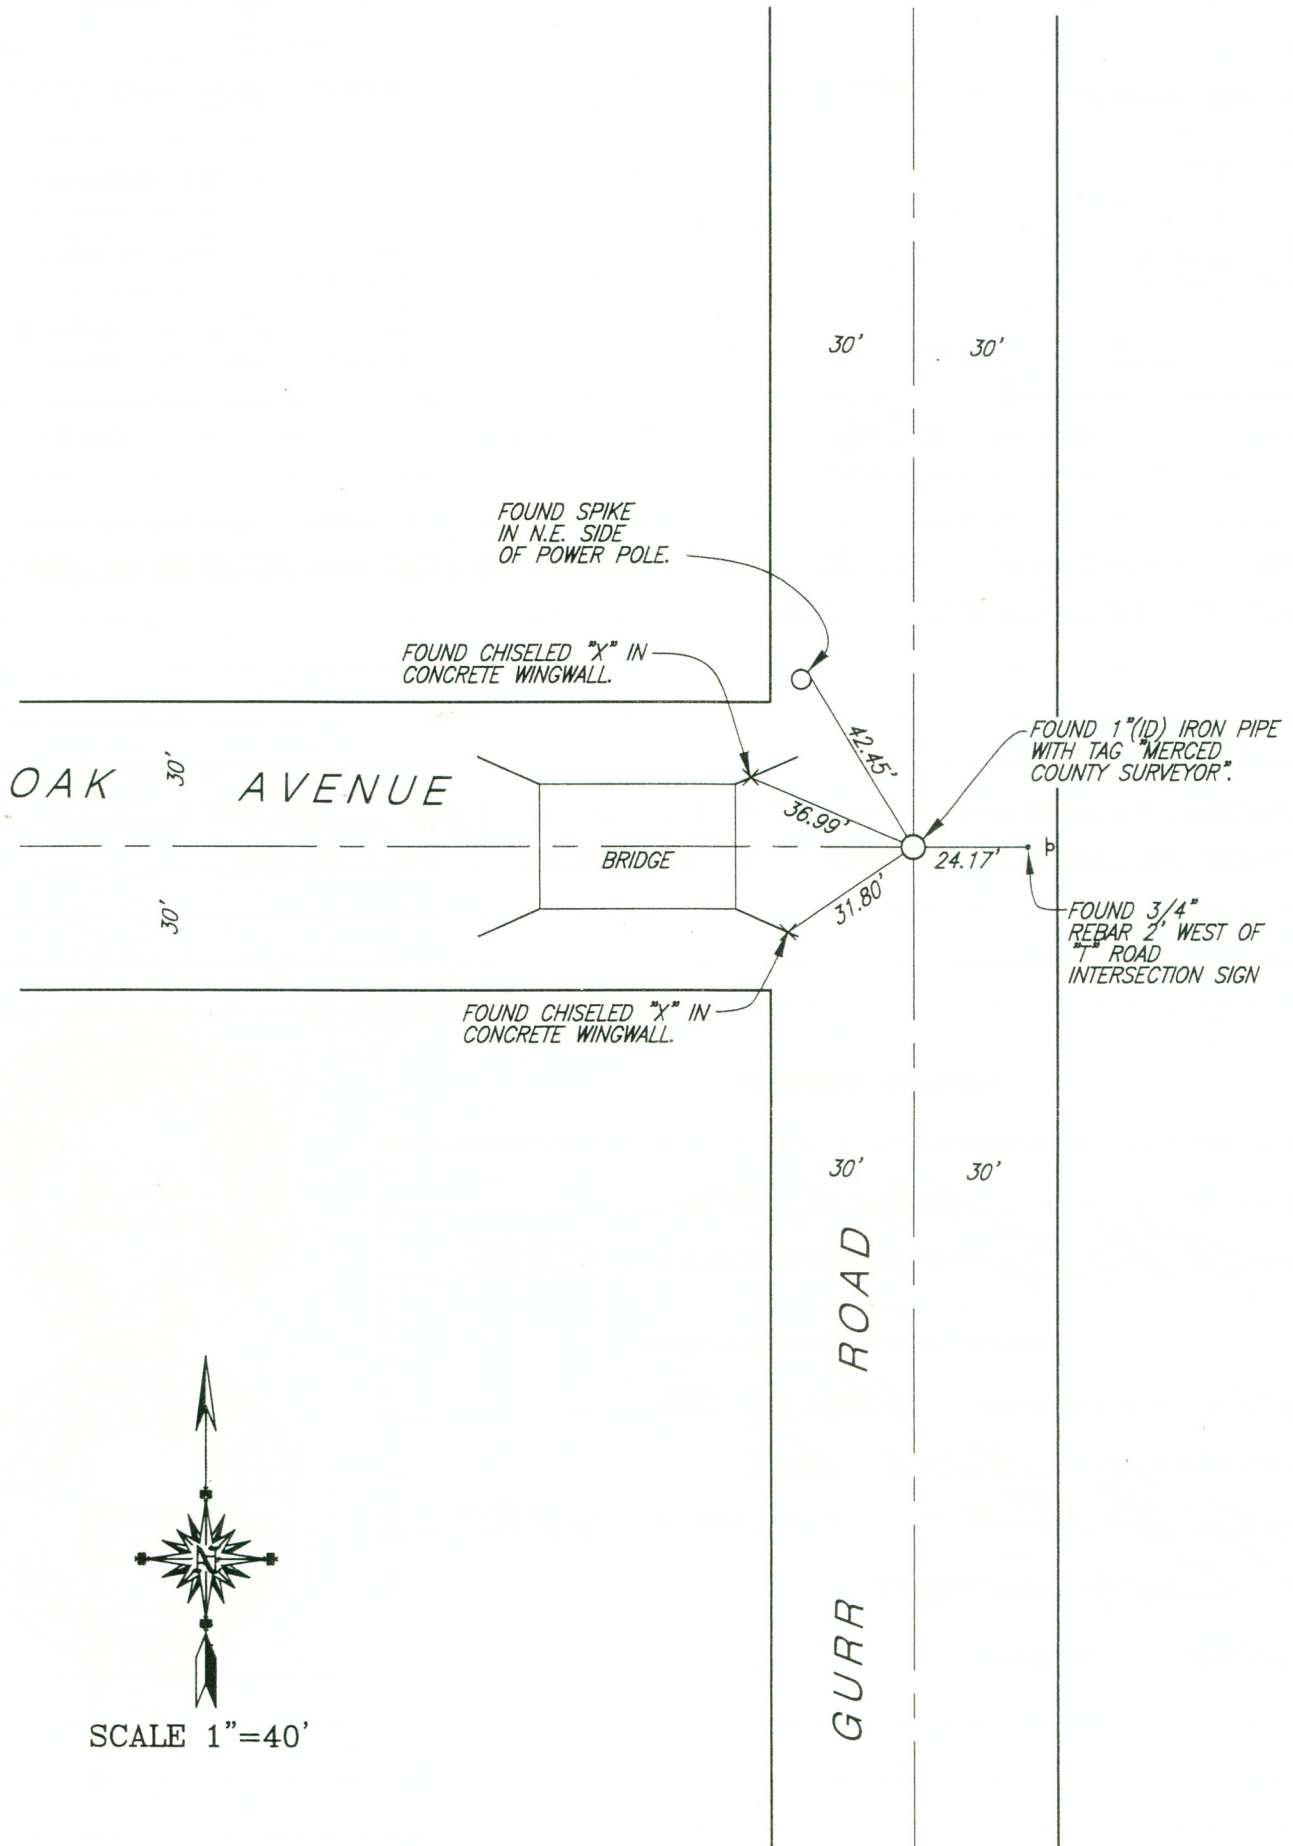 30' 30'
FOUND SPIKE
IN N.E. SIDE
OF POWER POLE.
FOUND CHISELED "X" IN
CONCRETE WINGWALL.
42.45'
FOUND 1"(ID) IRON PIPE
WITH TAG "MERCED
COUNTY SURVEYOR".
OAK AVENUE
30'
36.99'
BRIDGE
24.17'
31.80'
30'
FOUND 3/4"
REBAR 2' WEST OF
"T" ROAD
INTERSECTION SIGN
FOUND CHISELED "X" IN
CONCRETE WINGWALL.
30' 30'
GURR ROAD
N
SCALE 1"=40'